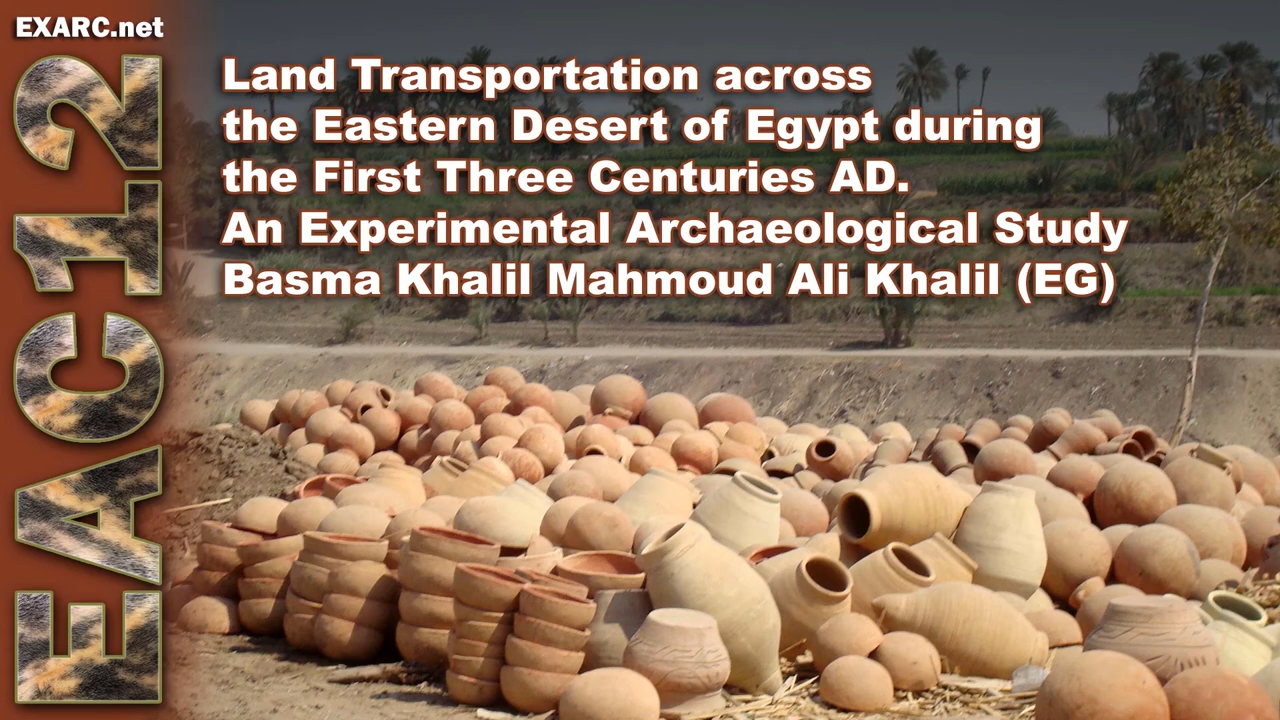 EXARC.net
EAC12
Land Transportation across
the Eastern Desert of Egypt during
the First Three Centuries AD.
An Experimental Archaeological Study
Basma Khalil Mahmoud Ali Khalil (EG)